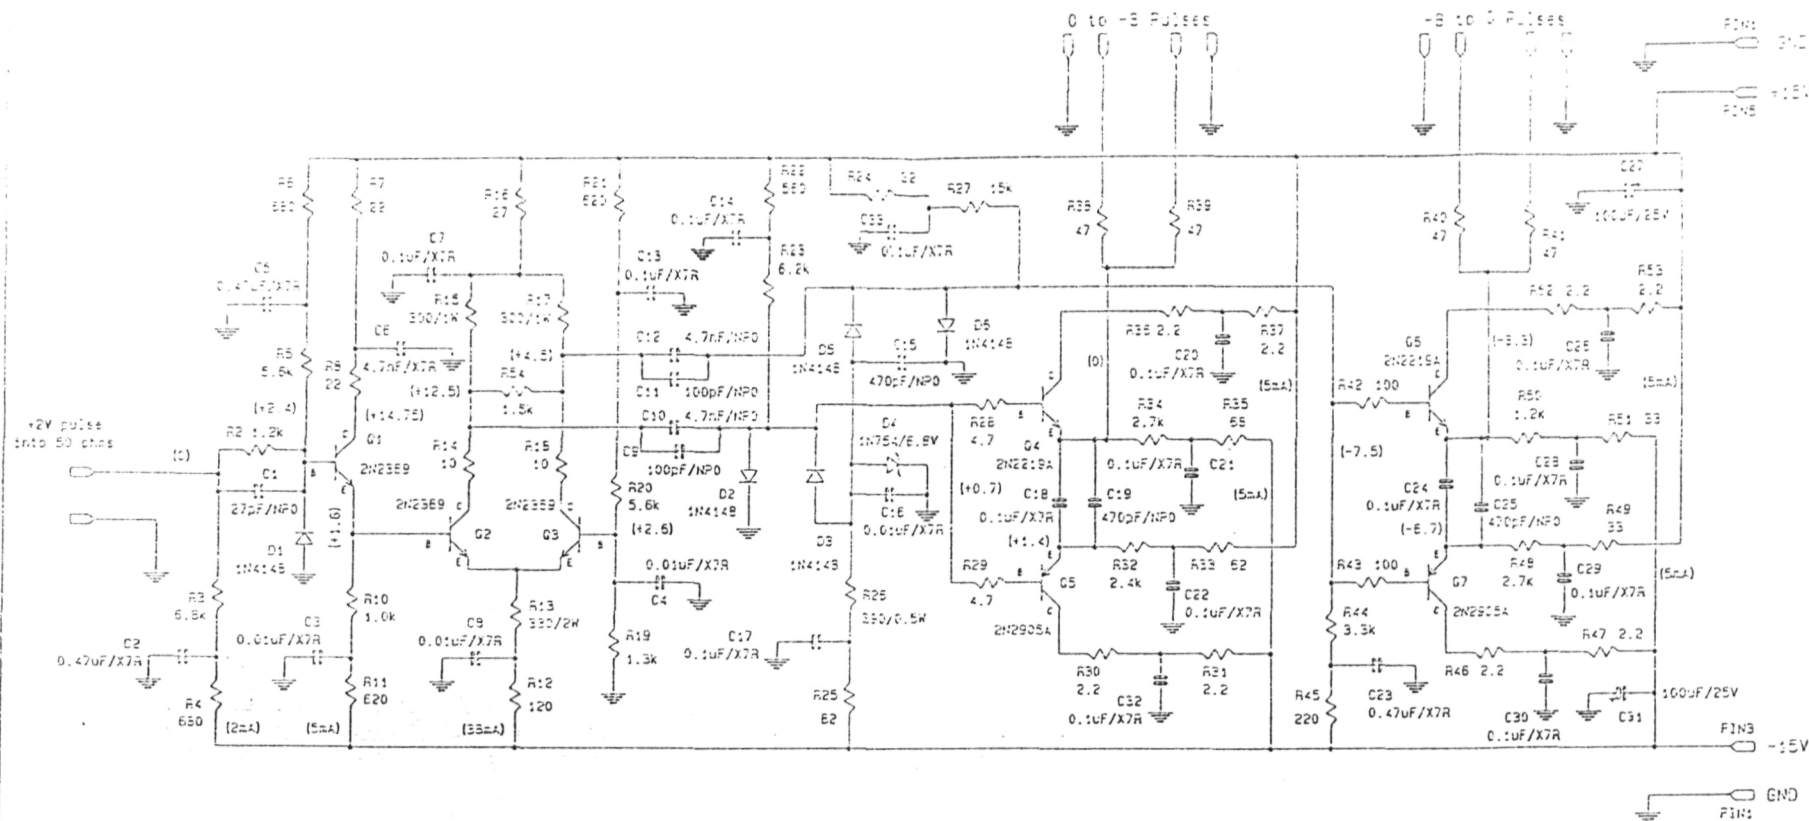 0 to -8 Pulses
-8 to 0 Pulses
PIN1
GND
+15V
PIN5
R6
680
R7
22
R16
27
R21
620
R22
560
R24
R27 15k
C14
0.1uF/X7R
C33
0.1uF/X7R
R38
47
R39
47
R40
47
R41
47
C27
100uF/25V
C7
0.1uF/X7R
C13
0.1uF/X7R
R23
6.2k
C5
0.47uF/X7R
R15
300/1W
R17
300/1W
R53
2.2
R52 2.2
C6
4.7nF/X7R
R5
5.6k
R8
22
(+4.5)
C12 4.7nF/NPO
C11 100pF/NPO
C10 4.7nF/NPO
C9
100pF/NPO
D5
1N4148
D6
1N4148
C15
470pF/NPO
R36 2.2
R37
2.2
C20
0.1uF/X7R
(0)
(5mA)
2N2219A
C26
0.1uF/X7R
(5mA)
(+12.5)
R54
1.5k
(+2.4)
(+14.75)
+2V pulse
into 50 ohms
(0)
R2 1.2k
C1
27pF/NPO
B
C
E
Q1
2N2369
R14
10
R18
10
D4
1N754/6.8V
R28
4.7
Q4
2N2219A
R34
2.7k
R35
C21
0.1uF/X7R
R42 100
R50
1.2k
R51 33
(-7.5)
C28
0.1uF/X7R
2N2369
2N2369
Q2
Q3
R20
5.6k
(+2.6)
D2
1N4148
C16
0.01uF/X7R
D3
1N4148
(+0.7)
C18
0.1uF/X7R
C19
470pF/NPO
(5mA)
(+1.4)
C24
0.1uF/X7R
C25
470pF/NPO
(-6.7)
R49
33
D1
1N4148
(+1.6)
0.01uF/X7R
C4
R29
4.7
Q5
2N2905A
R32
2.4k
R33 62
C22
0.1uF/X7R
R43 100
Q7
2N2905A
R48
2.7k
C29
0.1uF/X7R
(5mA)
R3
6.8k
R10
1.0k
R13
330/2W
R26
390/0.5W
R44
3.3k
C2
0.47uF/X7R
C3
0.01uF/X7R
C8
0.01uF/X7R
R19
1.3k
C17
0.1uF/X7R
R30
2.2
R31
2.2
C32
0.1uF/X7R
C23
0.47uF/X7R
R46 2.2
R47 2.2
R4
680
(2mA)
R11
820
(5mA)
R12
120
(33mA)
R25
82
R45
220
C30
0.1uF/X7R
C31
100uF/25V
PIN3
-15V
GND
PIN1